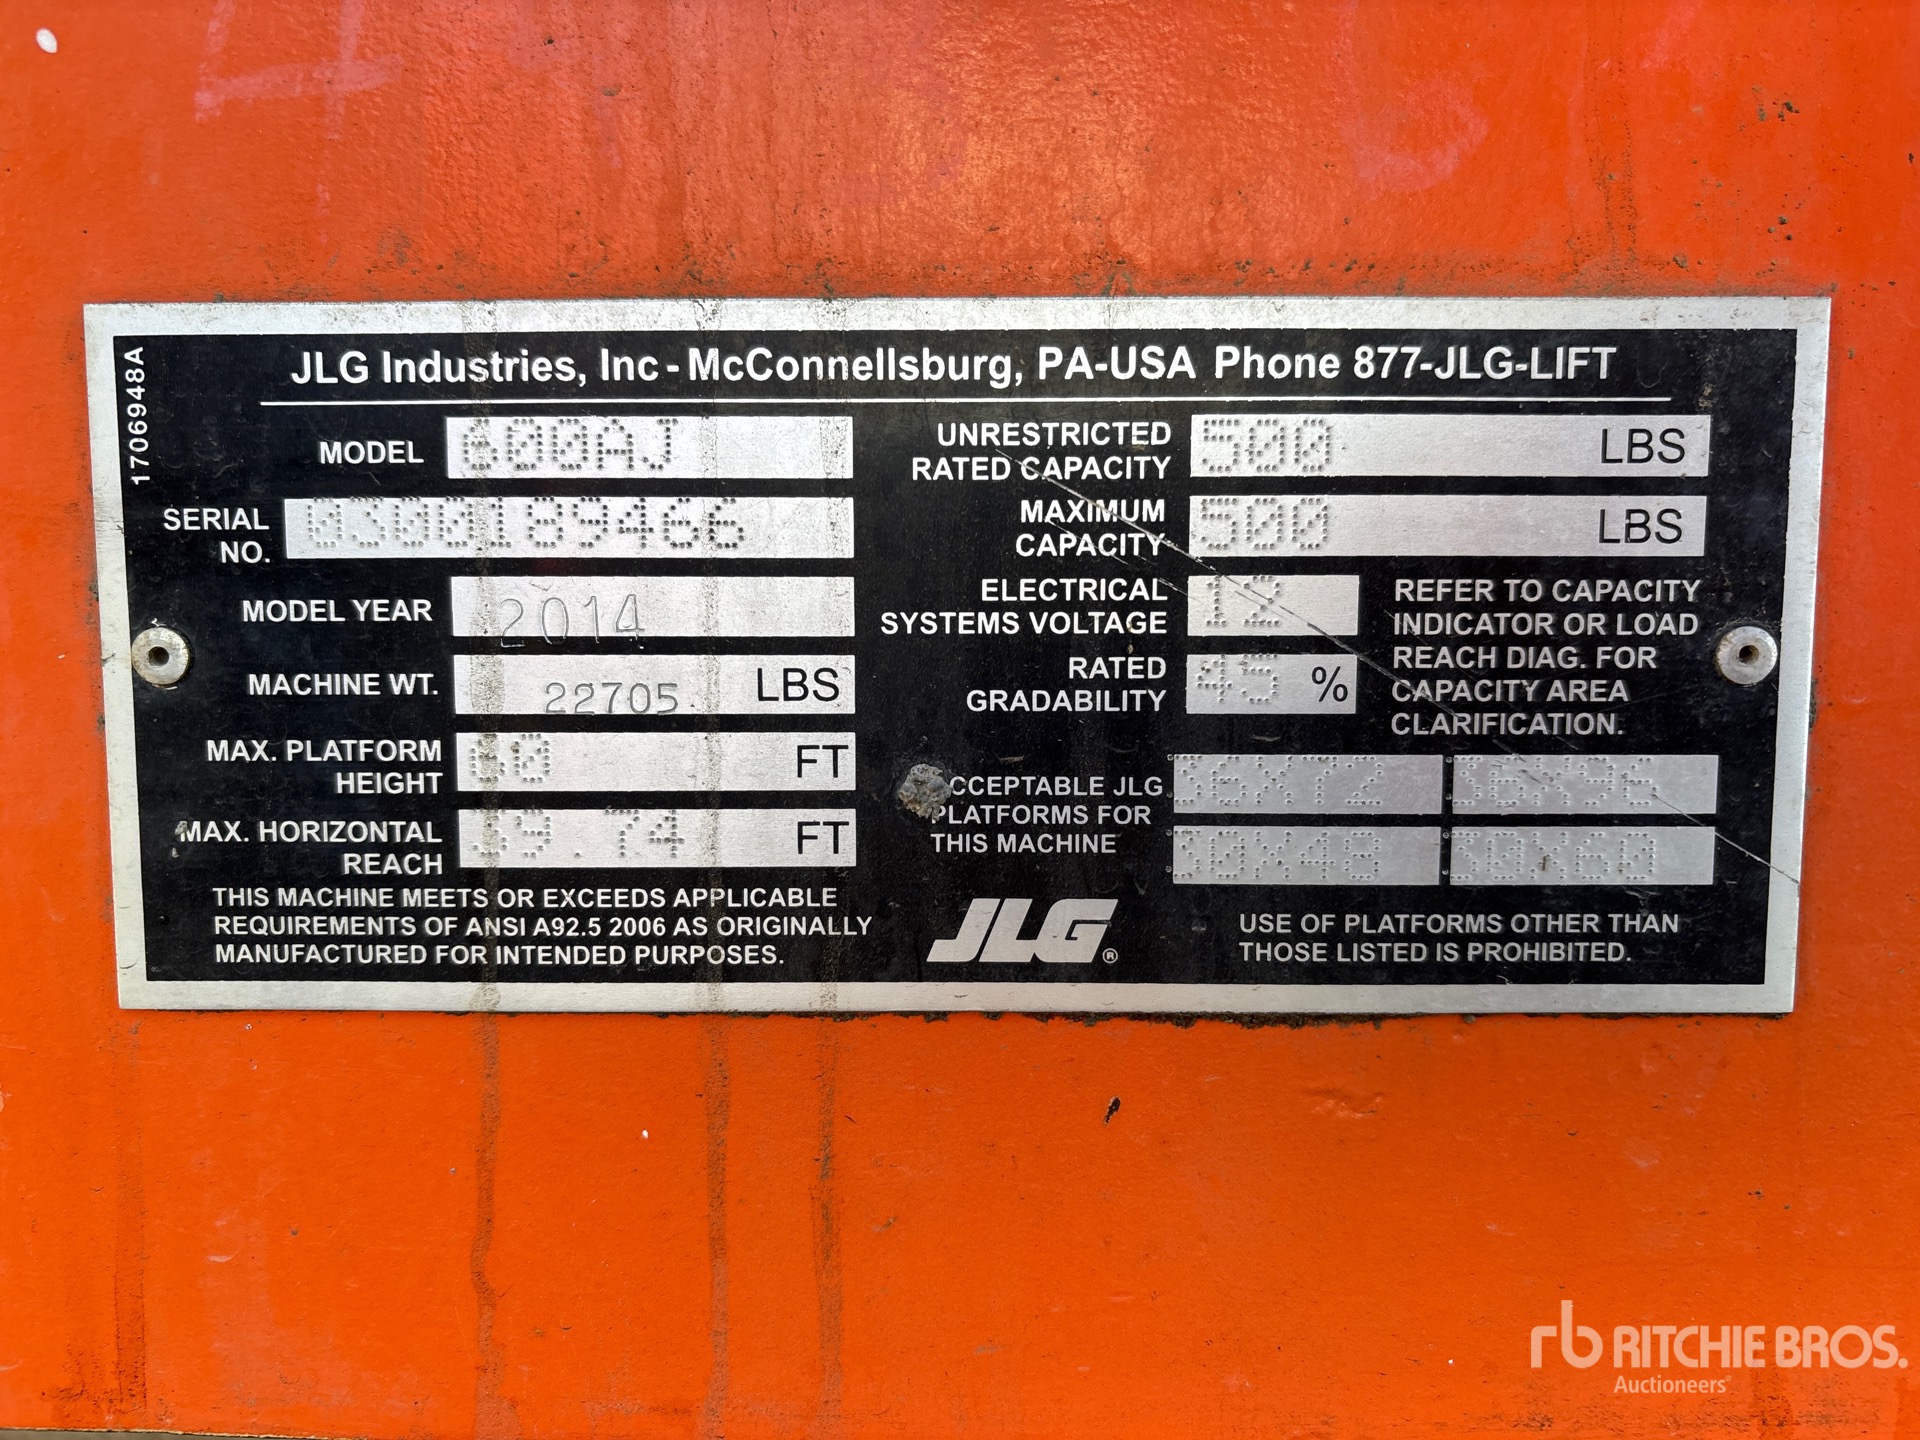 JLG Industries, Inc - McConnellsburg, PA-USA Phone 877-JLG-LIFT
1706948A
MODEL 600AJ
SERIAL NO. 0300189466
MODEL YEAR 2014
MACHINE WT. 22705 LBS
MAX. PLATFORM HEIGHT 60 FT
MAX. HORIZONTAL REACH 39.74 FT
THIS MACHINE MEETS OR EXCEEDS APPLICABLE
REQUIREMENTS OF ANSI A92.5 2006 AS ORIGINALLY
MANUFACTURED FOR INTENDED PURPOSES.
UNRESTRICTED RATED CAPACITY 500 LBS
MAXIMUM CAPACITY 500 LBS
ELECTRICAL SYSTEMS VOLTAGE 12
RATED GRADABILITY 45 %
REFER TO CAPACITY
INDICATOR OR LOAD
REACH DIAG. FOR
CAPACITY AREA
CLARIFICATION.
ACCEPTABLE JLG
PLATFORMS FOR
THIS MACHINE
36X72 36X96
30X48 30X60
JLG®
USE OF PLATFORMS OTHER THAN
THOSE LISTED IS PROHIBITED.
rb RITCHIE BROS.
Auctioneers